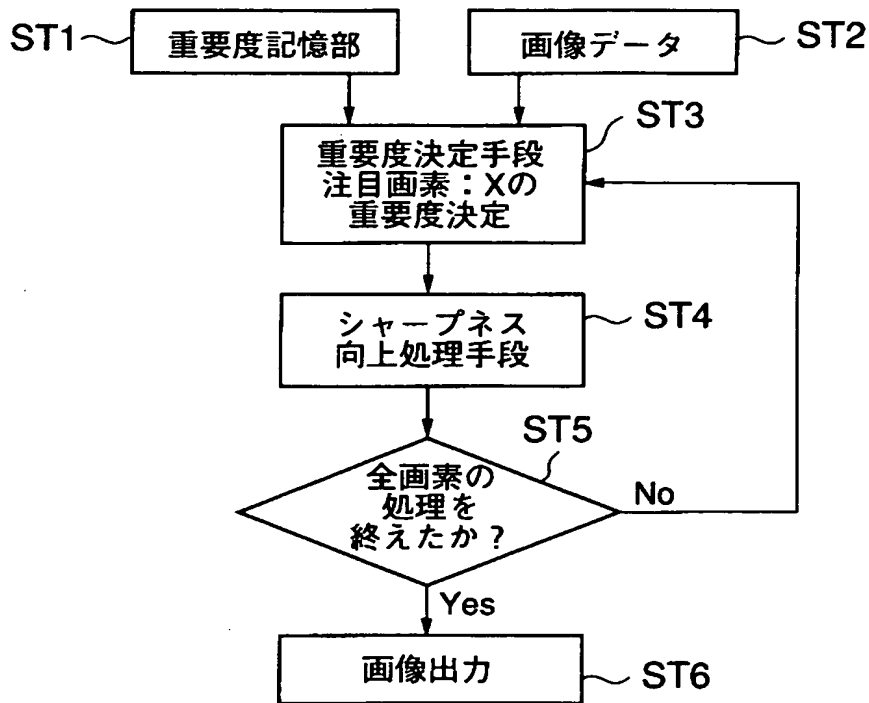 ST1
重要度記憶部
画像データ
ST2
ST3
重要度決定手段
注目画素：Xの
重要度決定
ST4
シャープネス
向上処理手段
ST5
全画素の
処理を
終えたか？
No
Yes
画像出力
ST6